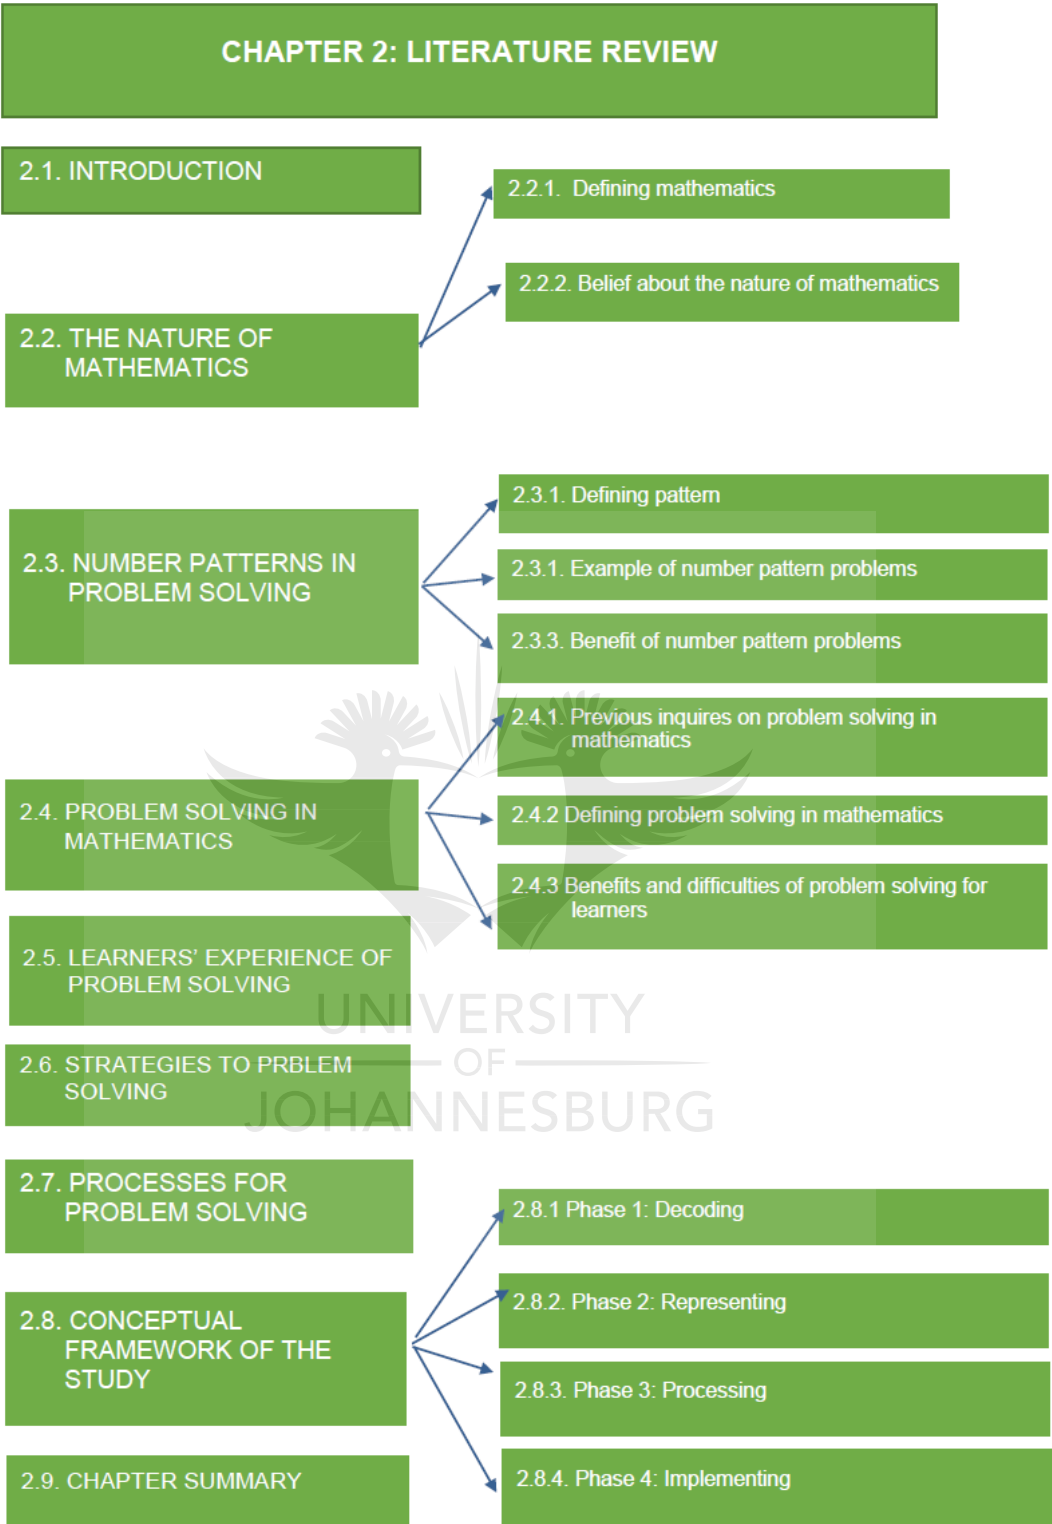 CHAPTER 2: LITERATURE REVIEW
2.1. INTRODUCTION
2.2.1. Defining mathematics
2.2.2. Belief about the nature of mathematics
2.2. THE NATURE OF
MATHEMATICS
2.3. NUMBER PATTERNS IN
PROBLEM SOLVING
2.3.1. Defining pattern
2.3.1. Example of number pattern problems
2.3.3. Benefit of number pattern problems
2.4. PROBLEM SOLVING IN
MATHEMATICS
2.4.1. Previous inquires on problem solving in
mathematics
2.4.2 Defining problem solving in mathematics
2.4.3 Benefits and difficulties of problem solving for
learners
2.5. LEARNERS’ EXPERIENCE OF
PROBLEM SOLVING
2.6. STRATEGIES TO PRBLEM
SOLVING
UNIVERSITY
OF
JOHANNESBURG
2.7. PROCESSES FOR
PROBLEM SOLVING
2.8. CONCEPTUAL
FRAMEWORK OF THE
STUDY
2.8.1 Phase 1: Decoding
2.8.2. Phase 2: Representing
2.8.3. Phase 3: Processing
2.8.4. Phase 4: Implementing
2.9. CHAPTER SUMMARY